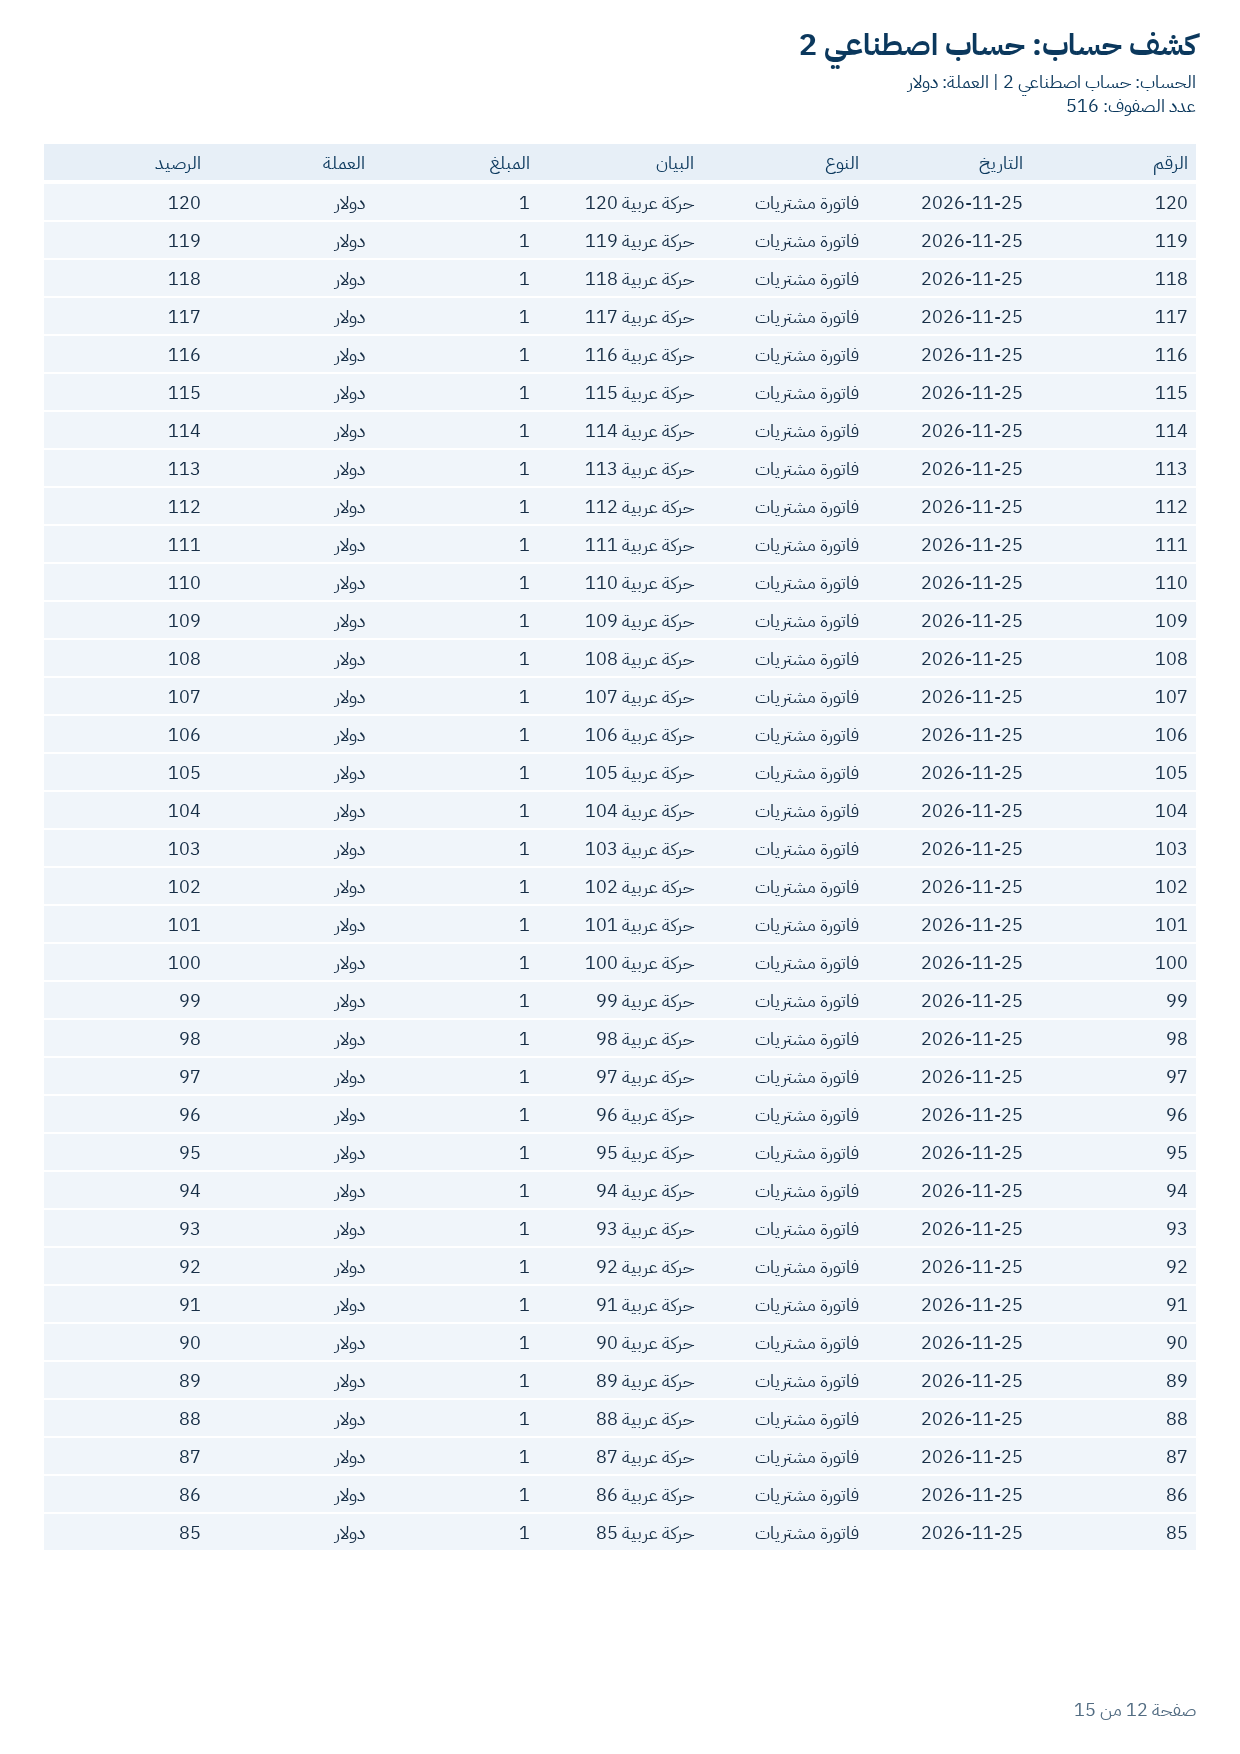 كشف حساب: حساب اصطناعي 2
الحساب: حساب اصطناعي 2 | العملة: دولار
عدد الصفوف: 516
الرقم التاريخ النوع البيان المبلغ العملة الرصيد
120 2026-11-25 فاتورة مشتريات حركة عربية 120 1 دولار 120
119 2026-11-25 فاتورة مشتريات حركة عربية 119 1 دولار 119
118 2026-11-25 فاتورة مشتريات حركة عربية 118 1 دولار 118
117 2026-11-25 فاتورة مشتريات حركة عربية 117 1 دولار 117
116 2026-11-25 فاتورة مشتريات حركة عربية 116 1 دولار 116
115 2026-11-25 فاتورة مشتريات حركة عربية 115 1 دولار 115
114 2026-11-25 فاتورة مشتريات حركة عربية 114 1 دولار 114
113 2026-11-25 فاتورة مشتريات حركة عربية 113 1 دولار 113
112 2026-11-25 فاتورة مشتريات حركة عربية 112 1 دولار 112
111 2026-11-25 فاتورة مشتريات حركة عربية 111 1 دولار 111
110 2026-11-25 فاتورة مشتريات حركة عربية 110 1 دولار 110
109 2026-11-25 فاتورة مشتريات حركة عربية 109 1 دولار 109
108 2026-11-25 فاتورة مشتريات حركة عربية 108 1 دولار 108
107 2026-11-25 فاتورة مشتريات حركة عربية 107 1 دولار 107
106 2026-11-25 فاتورة مشتريات حركة عربية 106 1 دولار 106
105 2026-11-25 فاتورة مشتريات حركة عربية 105 1 دولار 105
104 2026-11-25 فاتورة مشتريات حركة عربية 104 1 دولار 104
103 2026-11-25 فاتورة مشتريات حركة عربية 103 1 دولار 103
102 2026-11-25 فاتورة مشتريات حركة عربية 102 1 دولار 102
101 2026-11-25 فاتورة مشتريات حركة عربية 101 1 دولار 101
100 2026-11-25 فاتورة مشتريات حركة عربية 100 1 دولار 100
99 2026-11-25 فاتورة مشتريات حركة عربية 99 1 دولار 99
98 2026-11-25 فاتورة مشتريات حركة عربية 98 1 دولار 98
97 2026-11-25 فاتورة مشتريات حركة عربية 97 1 دولار 97
96 2026-11-25 فاتورة مشتريات حركة عربية 96 1 دولار 96
95 2026-11-25 فاتورة مشتريات حركة عربية 95 1 دولار 95
94 2026-11-25 فاتورة مشتريات حركة عربية 94 1 دولار 94
93 2026-11-25 فاتورة مشتريات حركة عربية 93 1 دولار 93
92 2026-11-25 فاتورة مشتريات حركة عربية 92 1 دولار 92
91 2026-11-25 فاتورة مشتريات حركة عربية 91 1 دولار 91
90 2026-11-25 فاتورة مشتريات حركة عربية 90 1 دولار 90
89 2026-11-25 فاتورة مشتريات حركة عربية 89 1 دولار 89
88 2026-11-25 فاتورة مشتريات حركة عربية 88 1 دولار 88
87 2026-11-25 فاتورة مشتريات حركة عربية 87 1 دولار 87
86 2026-11-25 فاتورة مشتريات حركة عربية 86 1 دولار 86
85 2026-11-25 فاتورة مشتريات حركة عربية 85 1 دولار 85
صفحة 12 من 15